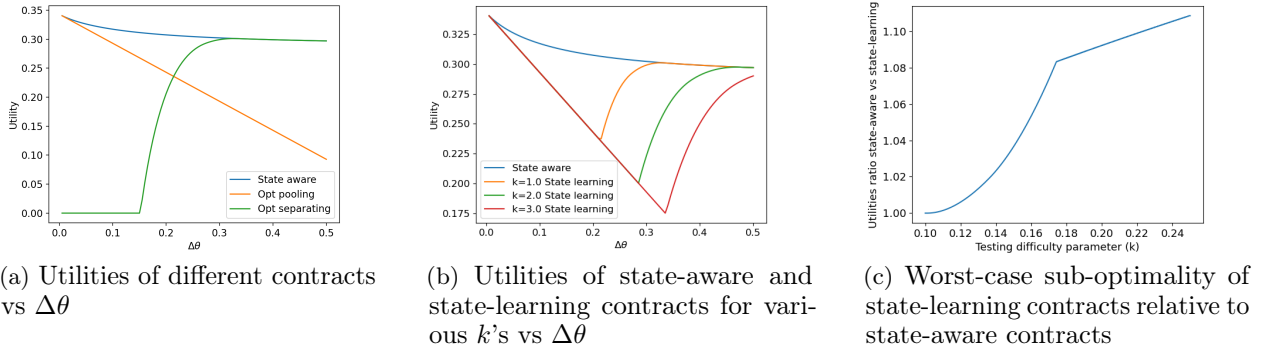 0.35
0.30
0.25
0.20
0.15
0.10
0.05
0.00
Utility
0.0 0.1 0.2 0.3 0.4 0.5
Δθ
State aware
Opt pooling
Opt separating
(a) Utilities of different contracts
vs Δθ
0.325
0.300
0.275
0.250
0.225
0.200
0.175
Utility
State aware
k=1.0 State learning
k=2.0 State learning
k=3.0 State learning
0.0 0.1 0.2 0.3 0.4 0.5
Δθ
(b) Utilities of state-aware and
state-learning contracts for vari-
ous k's vs Δθ
Utilities ratio state-aware vs state-learning
1.10
1.08
1.06
1.04
1.02
1.00
0.10 0.12 0.14 0.16 0.18 0.20 0.22 0.24
Testing difficulty parameter (k)
(c) Worst-case sub-optimality of
state-learning contracts relative to
state-aware contracts